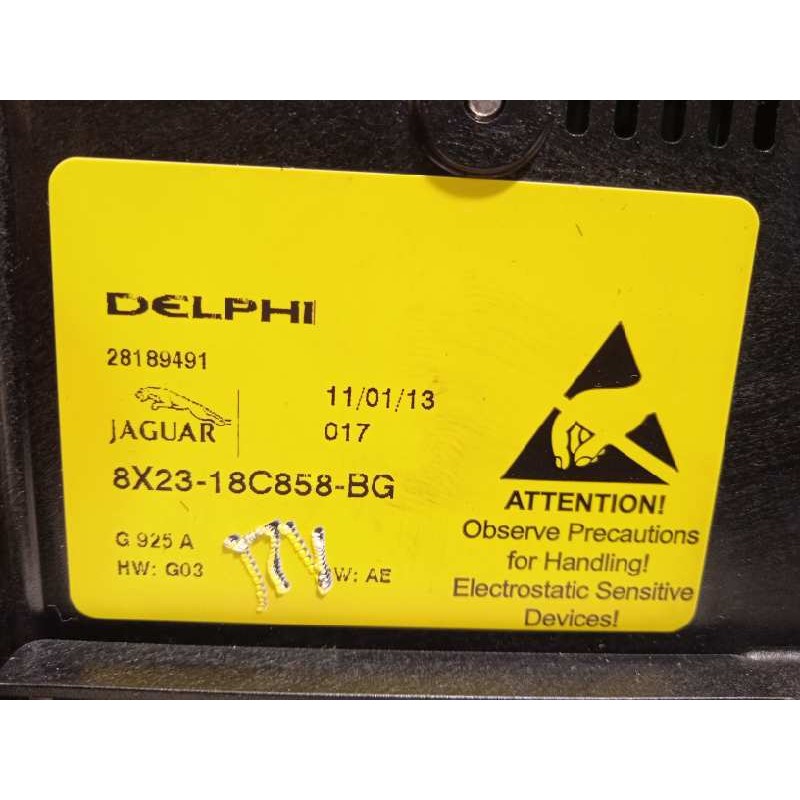 DELPHI
28189491
JAGUAR
11/01/13
017
8X23-18C858-BG
G 925 A
HW: G03
W: AE
ATTENTION!
Observe Precautions
for Handling!
Electrostatic Sensitive
Devices!